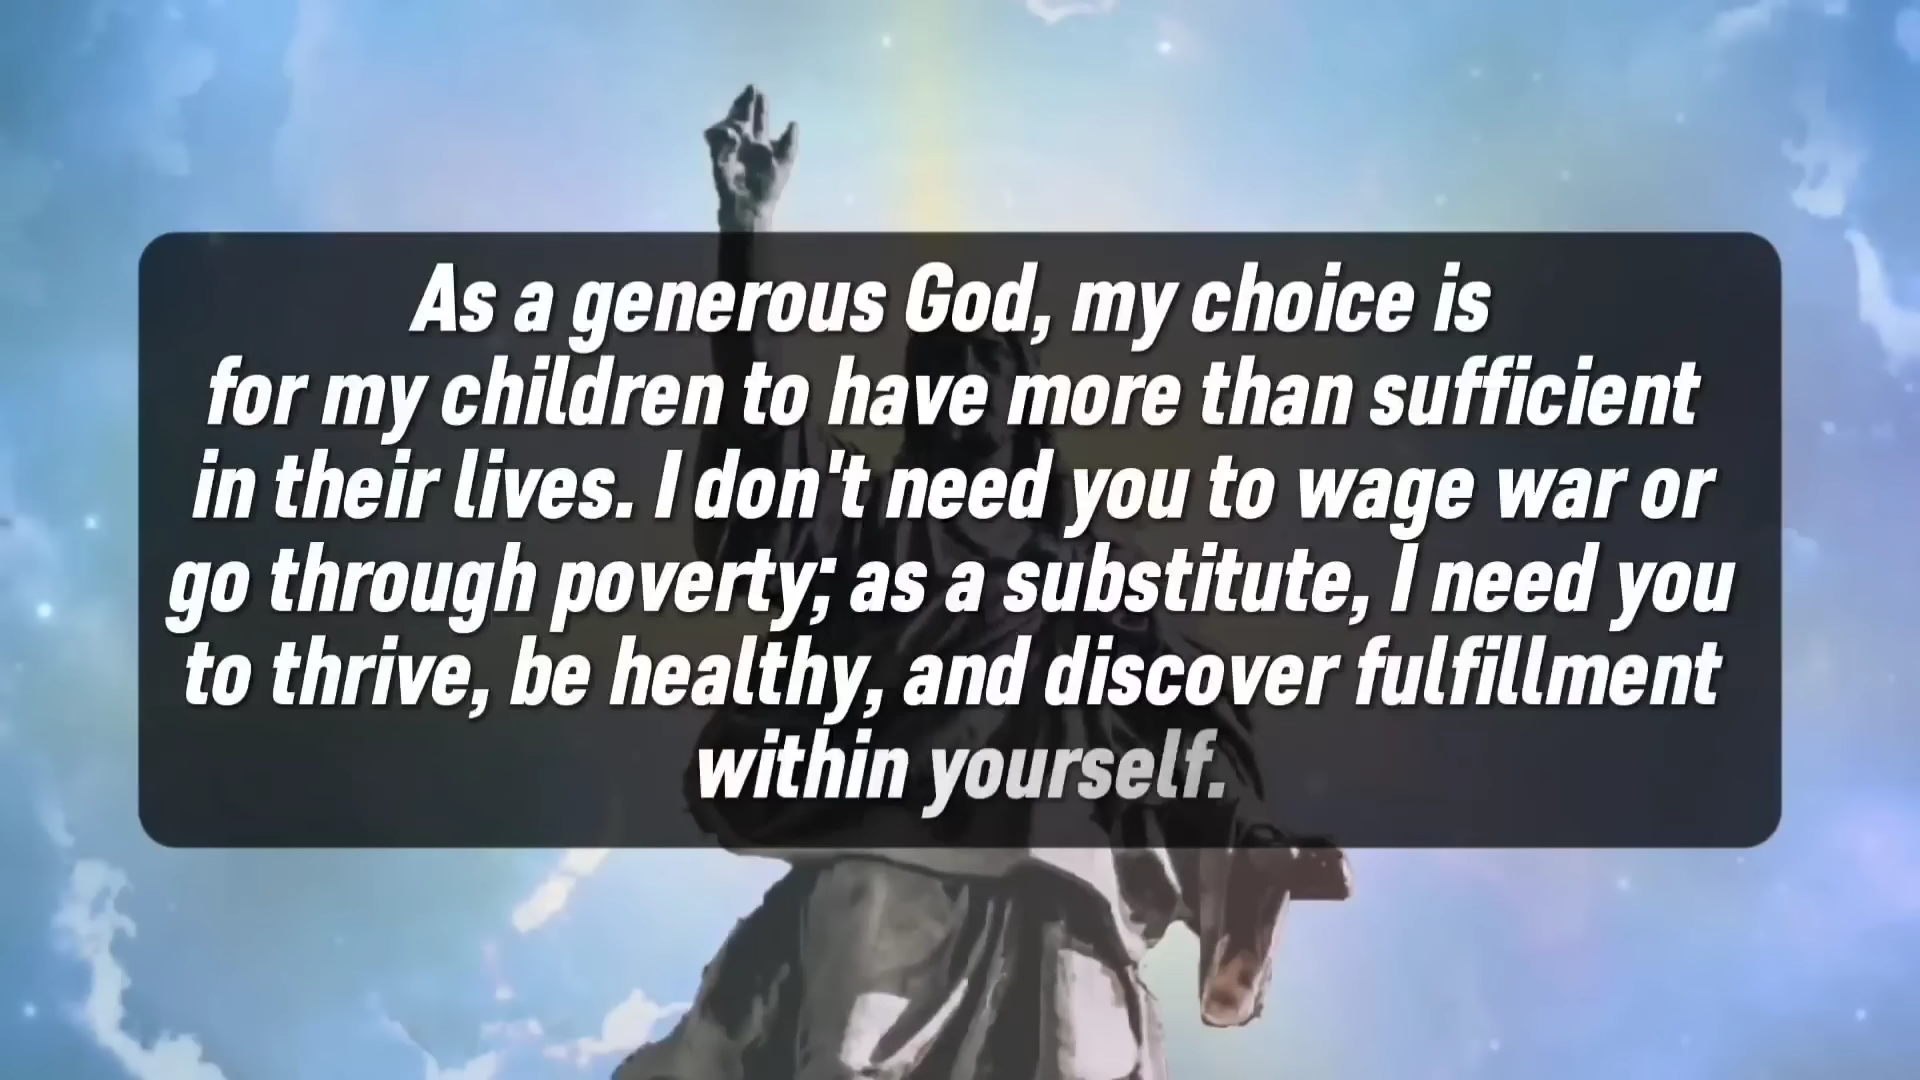 As a generous God, my choice is
for my children to have more than sufficient
in their lives. I don't need you to wage war or
go through poverty; as a substitute, I need you
to thrive, be healthy, and discover fulfillment
within yourself.